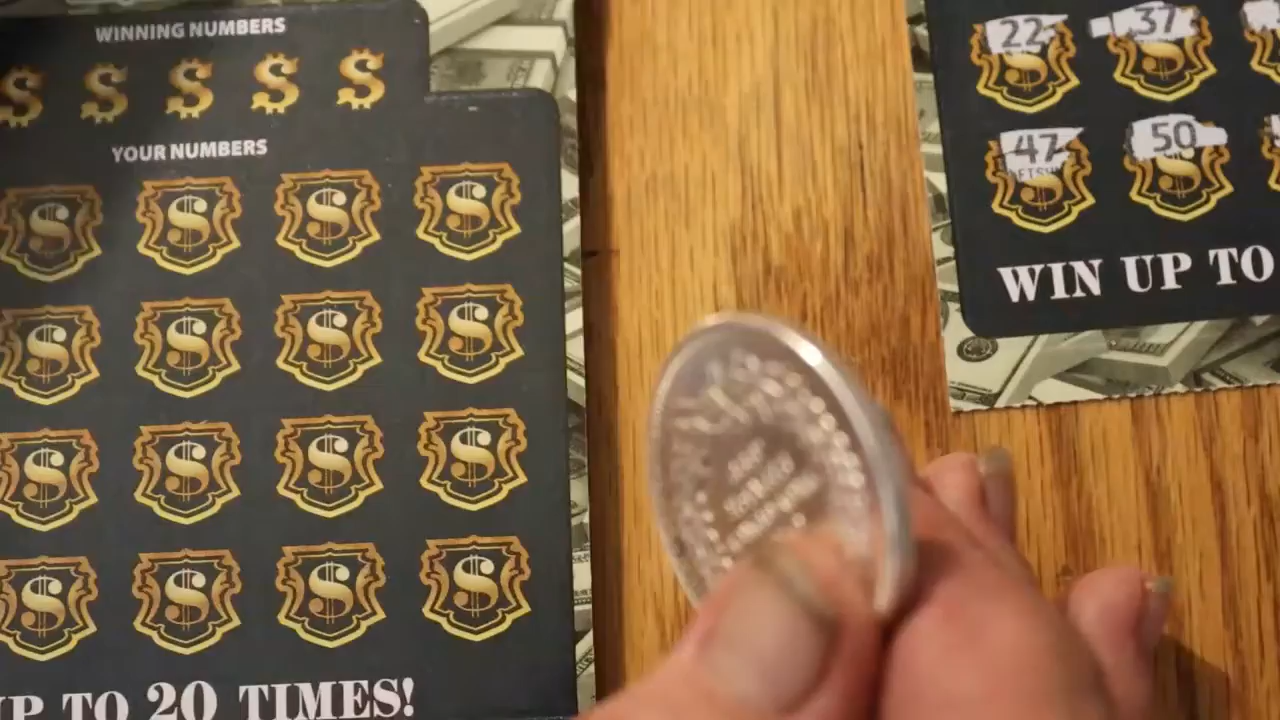 WINNING NUMBERS
YOUR NUMBERS
UP TO 20 TIMES!
22 37
47 50
WIN UP TO